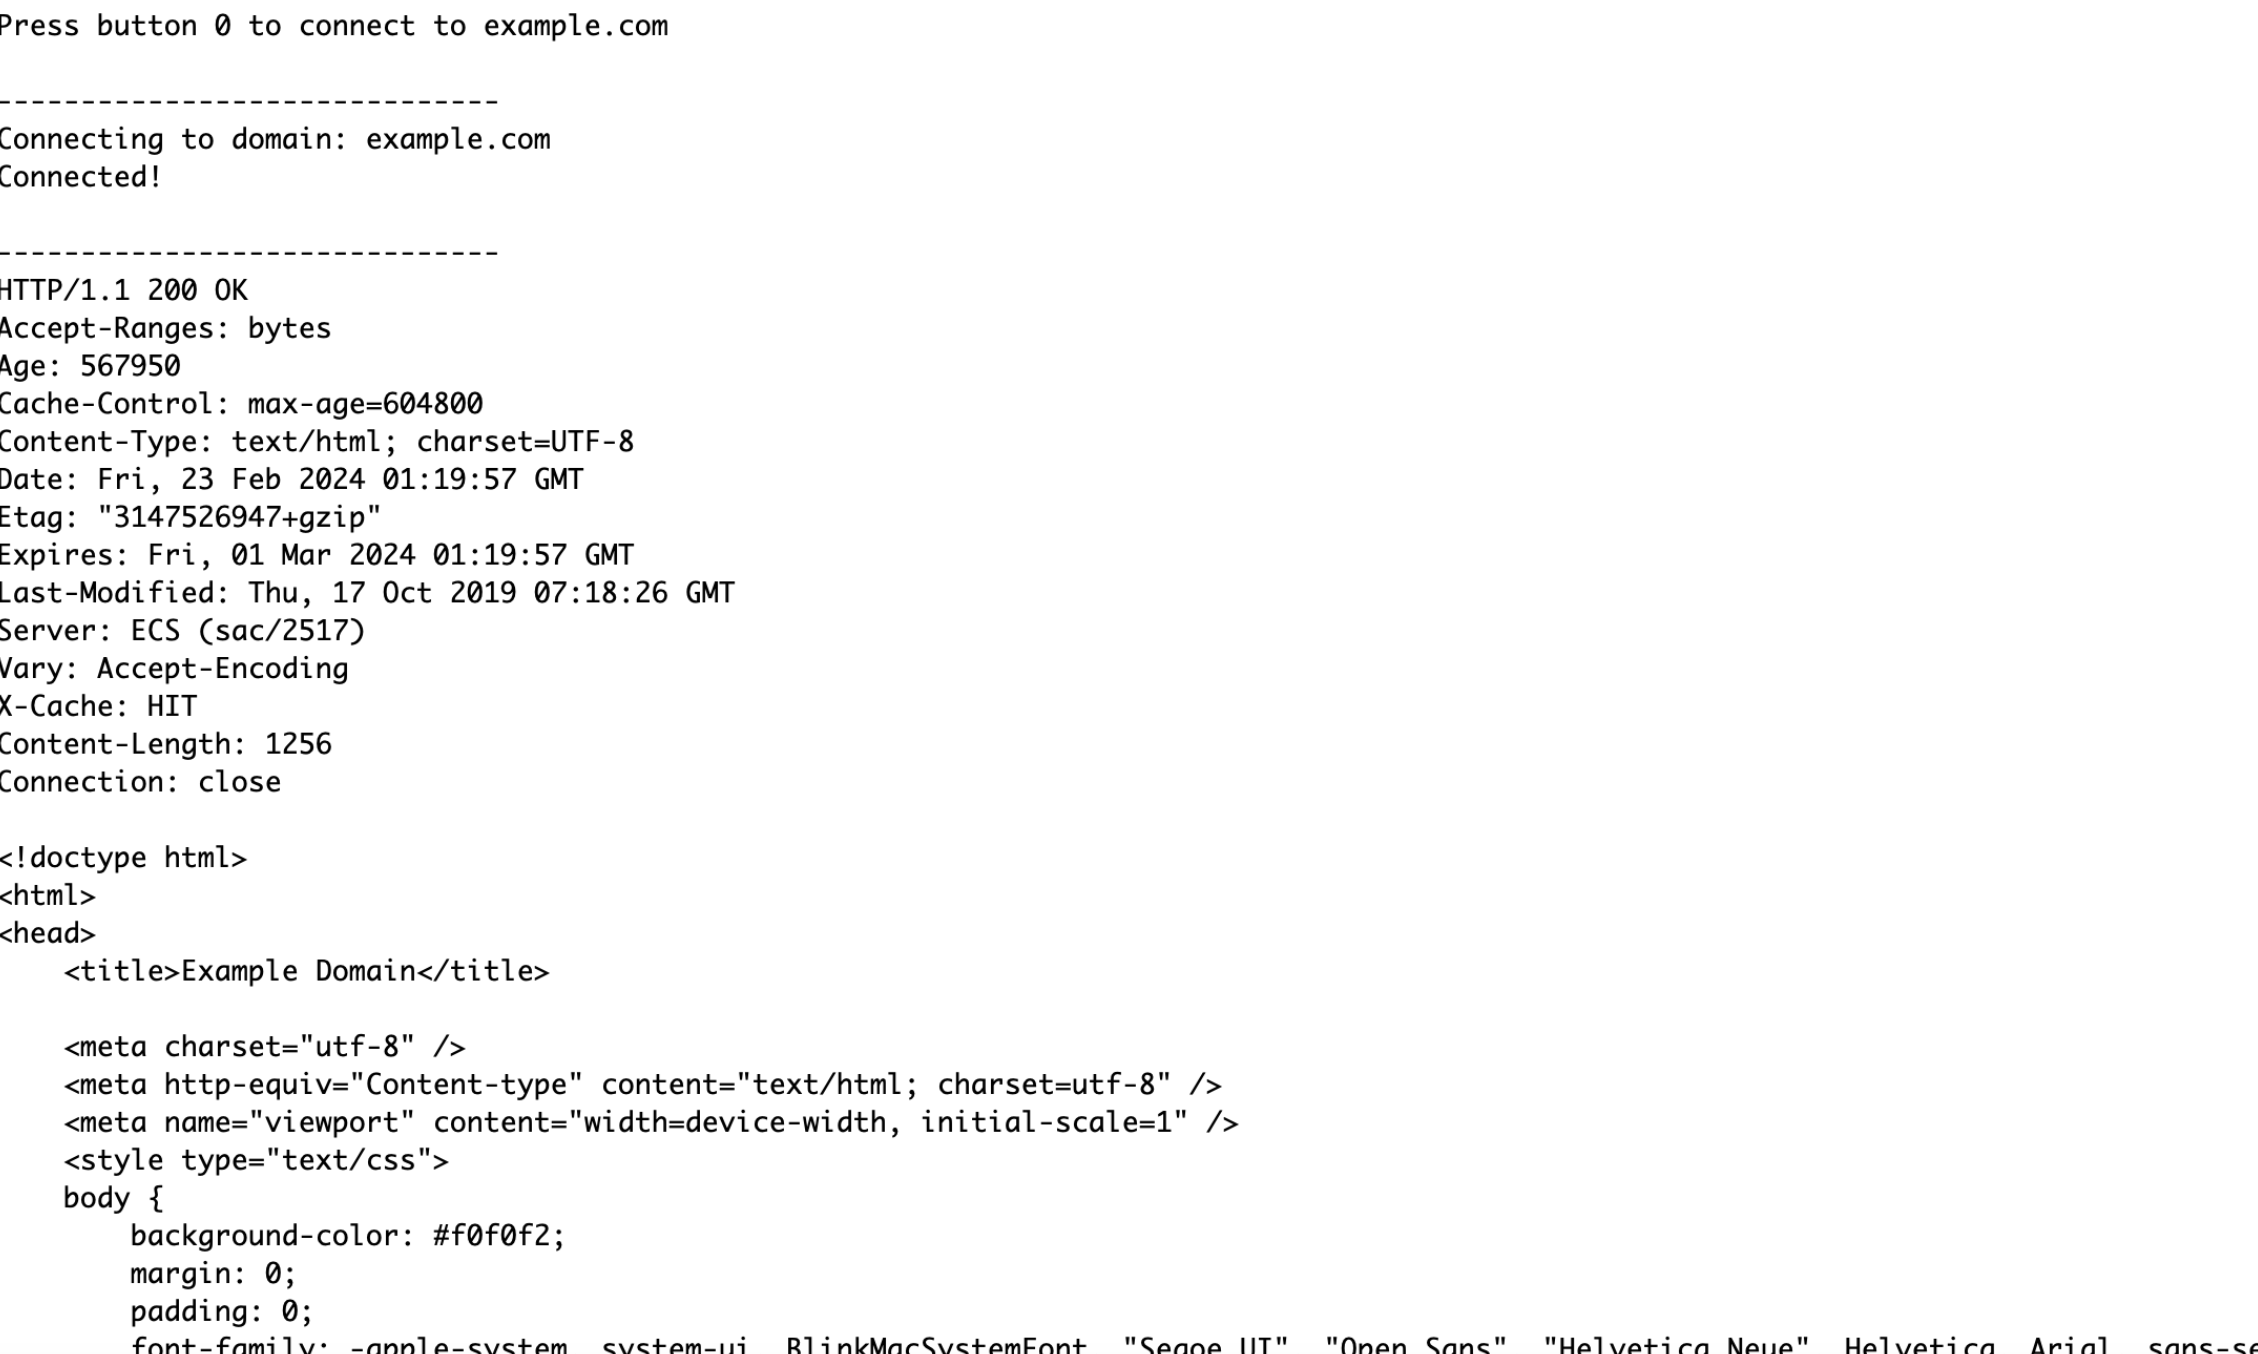 Press button 0 to connect to example.com
------------------------------
Connecting to domain: example.com
Connected!
------------------------------
HTTP/1.1 200 OK
Accept-Ranges: bytes
Age: 567950
Cache-Control: max-age=604800
Content-Type: text/html; charset=UTF-8
Date: Fri, 23 Feb 2024 01:19:57 GMT
Etag: "3147526947+gzip"
Expires: Fri, 01 Mar 2024 01:19:57 GMT
Last-Modified: Thu, 17 Oct 2019 07:18:26 GMT
Server: ECS (sac/2517)
Vary: Accept-Encoding
X-Cache: HIT
Content-Length: 1256
Connection: close
<!doctype html>
<html>
<head>
    <title>Example Domain</title>
    <meta charset="utf-8" />
    <meta http-equiv="Content-type" content="text/html; charset=utf-8" />
    <meta name="viewport" content="width=device-width, initial-scale=1" />
    <style type="text/css">
    body {
        background-color: #f0f0f2;
        margin: 0;
        padding: 0;
        font-family: -apple-system, system-ui, BlinkMacSystemFont, "Segoe UI", "Open Sans", "Helvetica Neue", Helvetica, Arial, sans-se